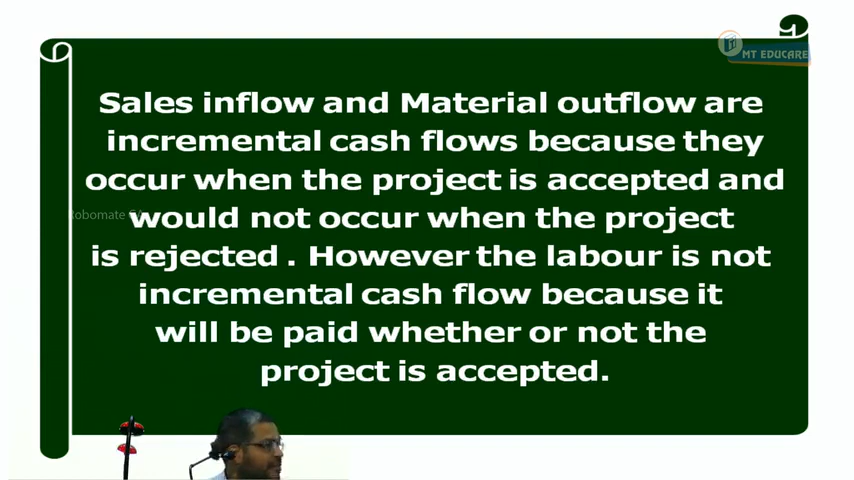 MT EDUCARE
Sales inflow and Material outflow are
incremental cash flows because they
occur when the project is accepted and
would not occur when the project
is rejected . However the labour is not
incremental cash flow because it
will be paid whether or not the
project is accepted.
Robomate